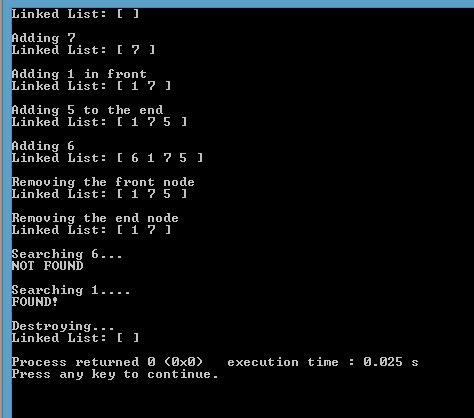 Linked List: [ ]
Adding 7
Linked List: [ 7 ]
Adding 1 in front
Linked List: [ 1 7 ]
Adding 5 to the end
Linked List: [ 1 7 5 ]
Adding 6
Linked List: [ 6 1 7 5 ]
Removing the front node
Linked List: [ 1 7 5 ]
Removing the end node
Linked List: [ 1 7 ]
Searching 6...
NOT FOUND
Searching 1....
FOUND!
Destroying...
Linked List: [ ]
Process returned 0 (0x0)   execution time : 0.025 s
Press any key to continue.